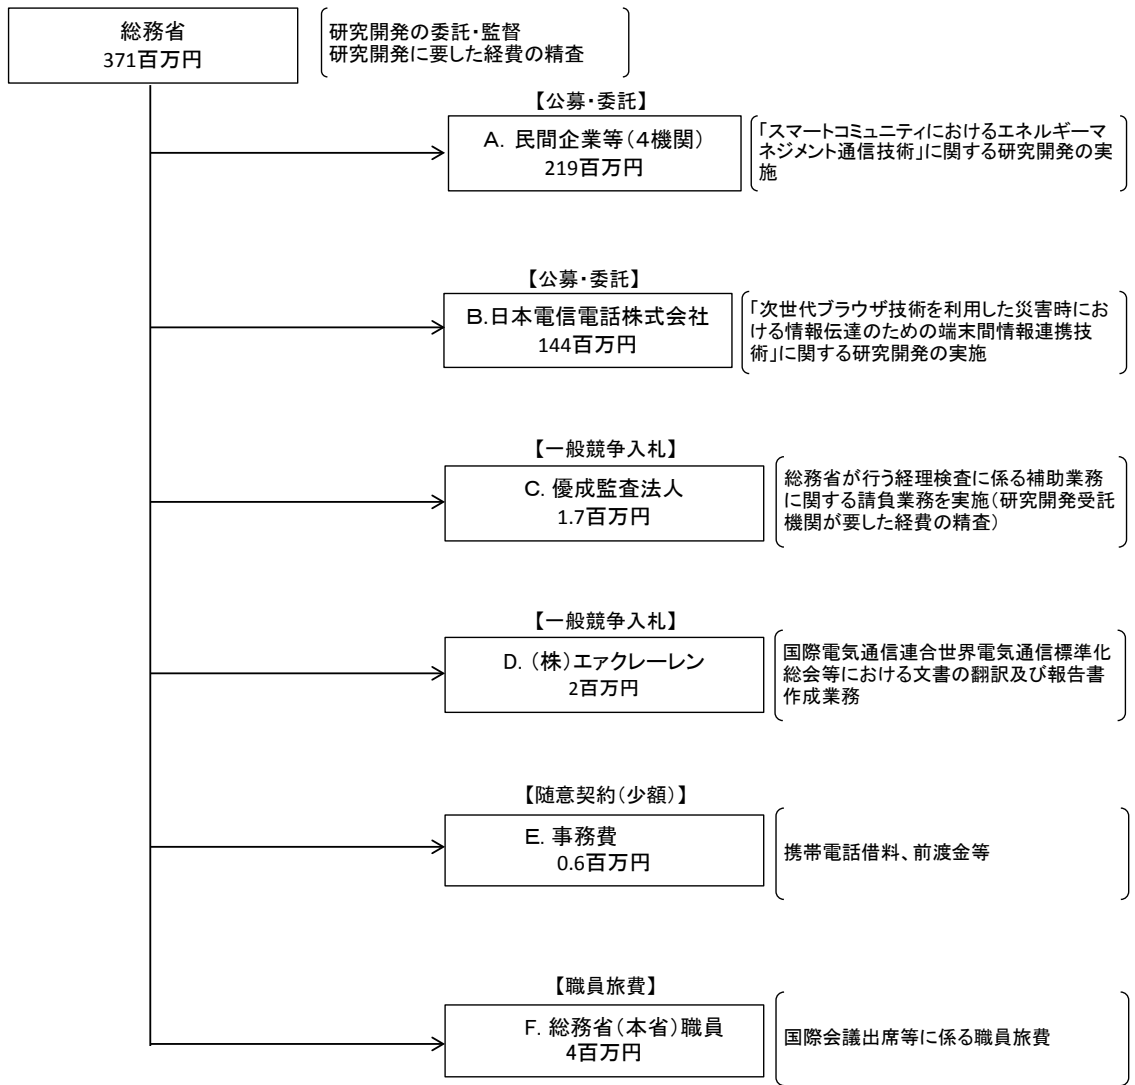 総務省
371百万円
研究開発の委託・監督
研究開発に要した経費の精査
【公募・委託】
A. 民間企業等(4機関)
219百万円
「スマートコミュニティにおけるエネルギーマ
ネジメント通信技術」に関する研究開発の実
施
【公募・委託】
B.日本電信電話株式会社
144百万円
「次世代ブラウザ技術を利用した災害時にお
ける情報伝達のための端末間情報連携技
術」に関する研究開発の実施
【一般競争入札】
C. 優成監査法人
1.7百万円
総務省が行う経理検査に係る補助業務
に関する請負業務を実施(研究開発受託
機関が要した経費の精査)
【一般競争入札】
D. (株)エァクレーレン
2百万円
国際電気通信連合世界電気通信標準化
総会等における文書の翻訳及び報告書
作成業務
【随意契約(少額)】
E. 事務費
0.6百万円
携帯電話借料、前渡金等
【職員旅費】
F. 総務省(本省)職員
4百万円
国際会議出席等に係る職員旅費